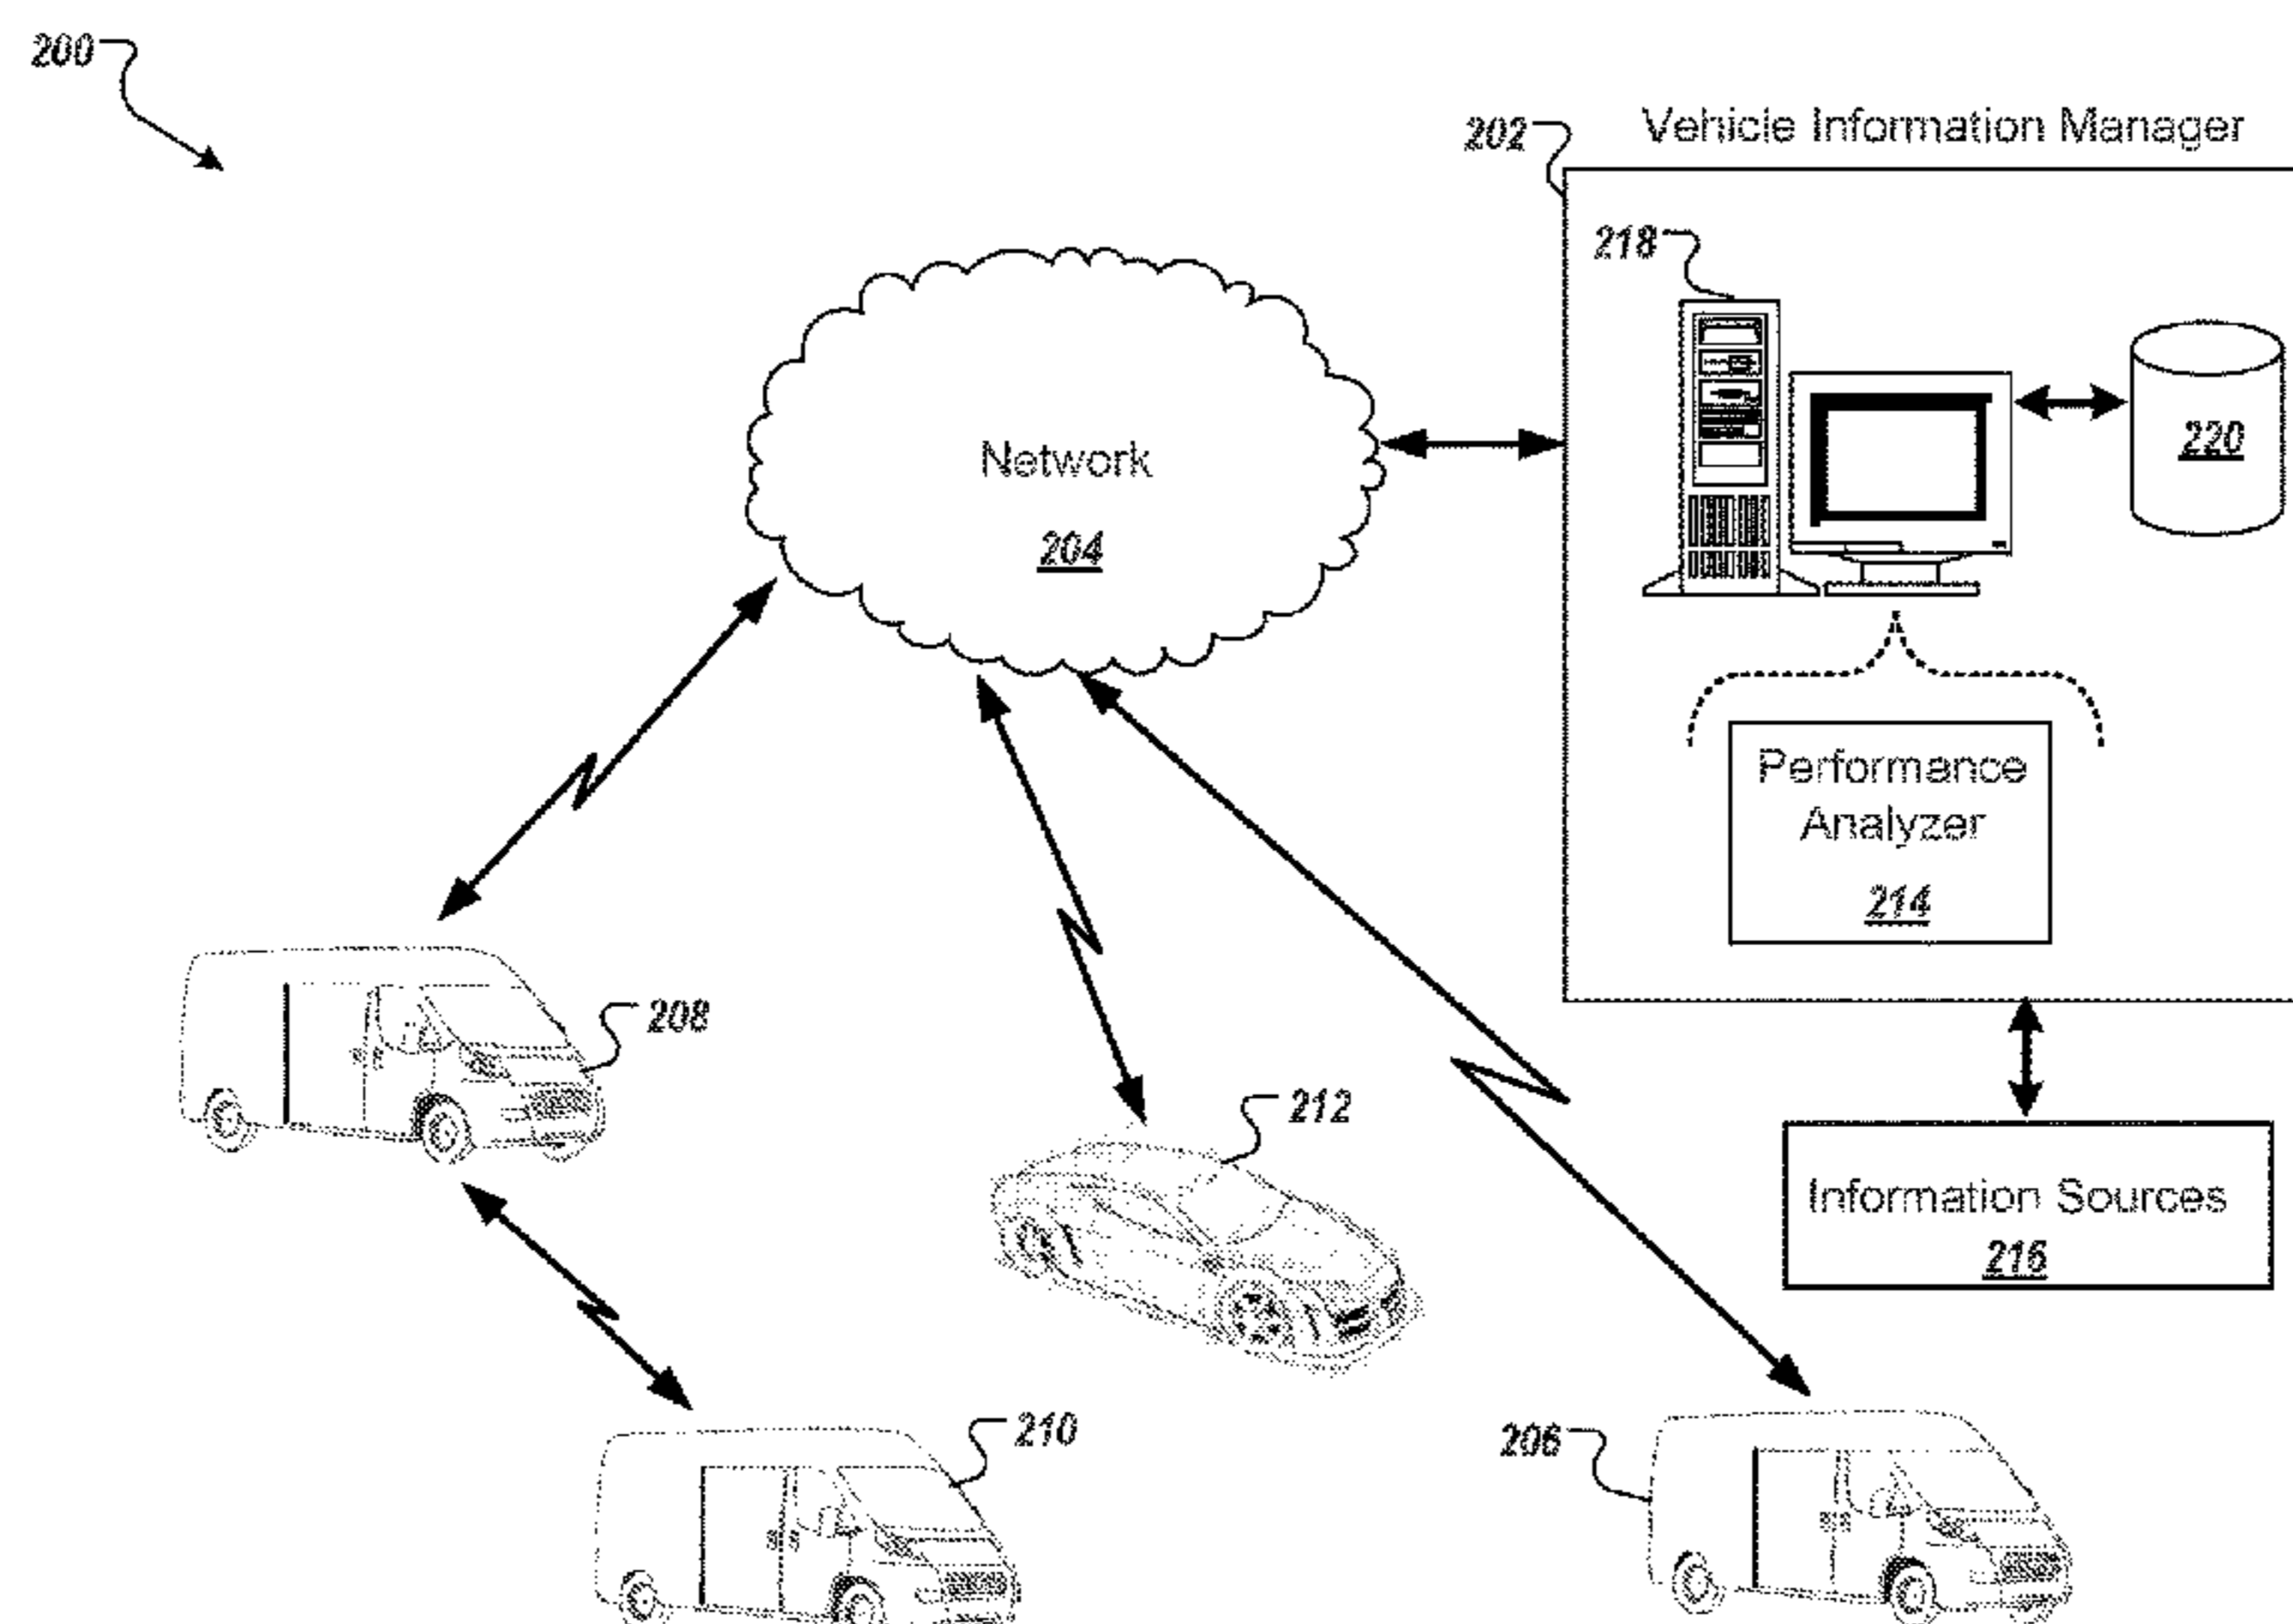 200
202
Vehicle Information Manager
218
220
Network
204
Performance
Analyzer
214
208
212
Information Sources
216
210
206